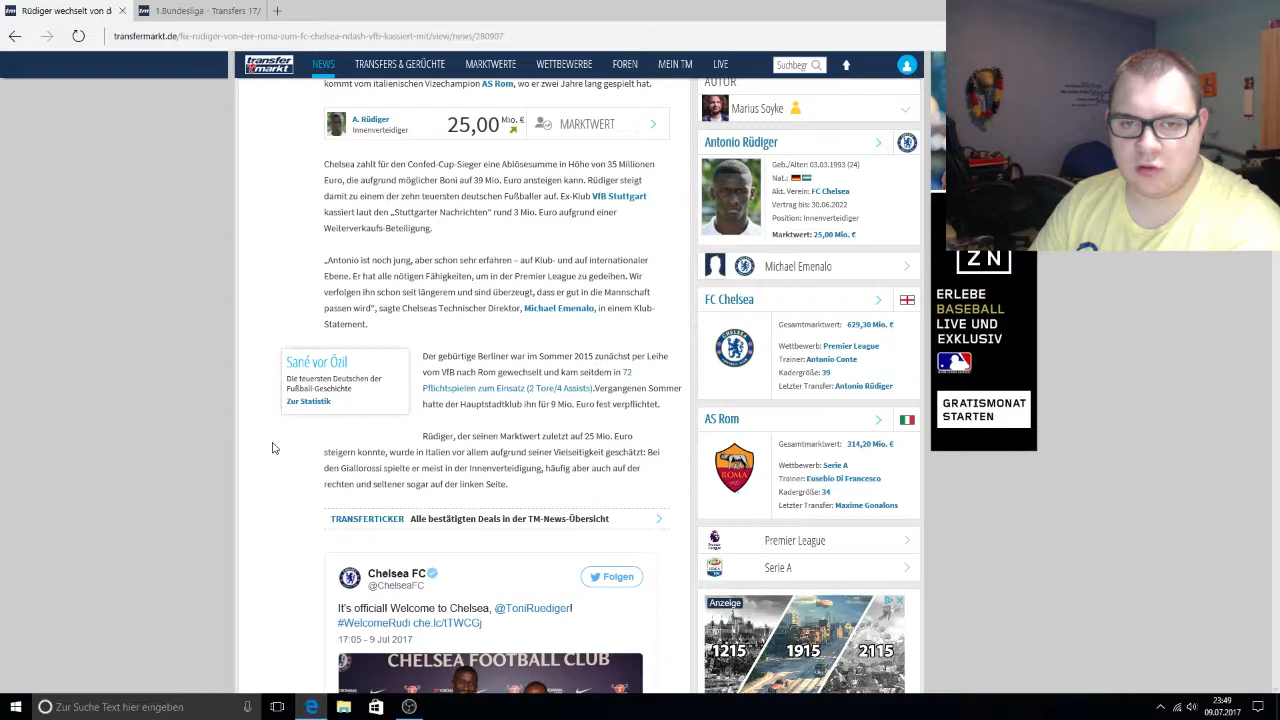 Rüdiger wechselt von d
1.Bundesliga - Transfers 17/
transfermarkt.de/fix-rudiger-von-der-roma-zum-fc-chelsea-ndash-vfb-kassiert-mit/view/news/280907
transfermarkt
NEWS TRANSFERS & GERÜCHTE MARKTWERTE WETTBEWERBE FOREN MEIN TM LIVE
Suchbegr
kommt vom italienischen Vizechampion AS Rom, wo er zwei Jahre lang gespielt hat.
A. Rüdiger
Innenverteidiger
25,00 Mio. €
MARKTWERT
Chelsea zahlt für den Confed-Cup-Sieger eine Ablösesumme in Höhe von 35 Millionen
Euro, die aufgrund möglicher Boni auf 39 Mio. Euro ansteigen kann. Rüdiger steigt
damit zu einem der zehn teuersten deutschen Fußballer auf. Ex-Klub VfB Stuttgart
kassiert laut den „Stuttgarter Nachrichten" rund 3 Mio. Euro aufgrund einer
Weiterverkaufs-Beteiligung.
„Antonio ist noch jung, aber schon sehr erfahren – auf Klub- und auf internationaler
Ebene. Er hat alle nötigen Fähigkeiten, um in der Premier League zu gedeihen. Wir
verfolgen ihn schon seit längerem und sind überzeugt, dass er gut in die Mannschaft
passen wird", sagte Chelseas Technischer Direktor, Michael Emenalo, in einem Klub-
Statement.
Sané vor Özil
Die teuersten Deutschen der
Fußball-Geschichte
Zur Statistik
Der gebürtige Berliner war im Sommer 2015 zunächst per Leihe
vom VfB nach Rom gewechselt und kam seitdem in 72
Pflichtspielen zum Einsatz (2 Tore/4 Assists).Vergangenen Sommer
hatte der Hauptstadtklub ihn für 9 Mio. Euro fest verpflichtet.
Rüdiger, der seinen Marktwert zuletzt auf 25 Mio. Euro
steigern konnte, wurde in Italien vor allem aufgrund seiner Vielseitigkeit geschätzt: Bei
den Giallorossi spielte er meist in der Innenverteidigung, häufig aber auch auf der
rechten und seltener sogar auf der linken Seite.
TRANSFERTICKER Alle bestätigten Deals in der TM-News-Übersicht
Chelsea FC
@ChelseaFC
Folgen
It's official! Welcome to Chelsea, @ToniRuediger!
#WelcomeRudi che.lc/tTWCGj
17:05 - 9 Jul 2017
CHELSEA FOOTBALL CLUB
AUTOR
Marius Soyke
Antonio Rüdiger
Geb./Alter: 03.03.1993 (24)
Nat.:
Akt. Verein: FC Chelsea
Vertrag bis: 30.06.2022
Position: Innenverteidiger
Marktwert: 25,00 Mio. €
Michael Emenalo
FC Chelsea
Gesamtmarktwert: 629,30 Mio. €
Wettbewerb: Premier League
Trainer: Antonio Conte
Kadergröße: 39
Letzter Transfer: Antonio Rüdiger
AS Rom
Gesamtmarktwert: 314,20 Mio. €
Wettbewerb: Serie A
Trainer: Eusebio Di Francesco
Kadergröße: 34
Letzter Transfer: Maxime Gonalons
Premier League
Serie A
Anzeige
1215 1915 2115
ZN
ERLEBE
BASEBALL
LIVE UND
EXKLUSIV
GRATISMONAT
STARTEN
Zur Suche Text hier eingeben
23:49
09.07.2017